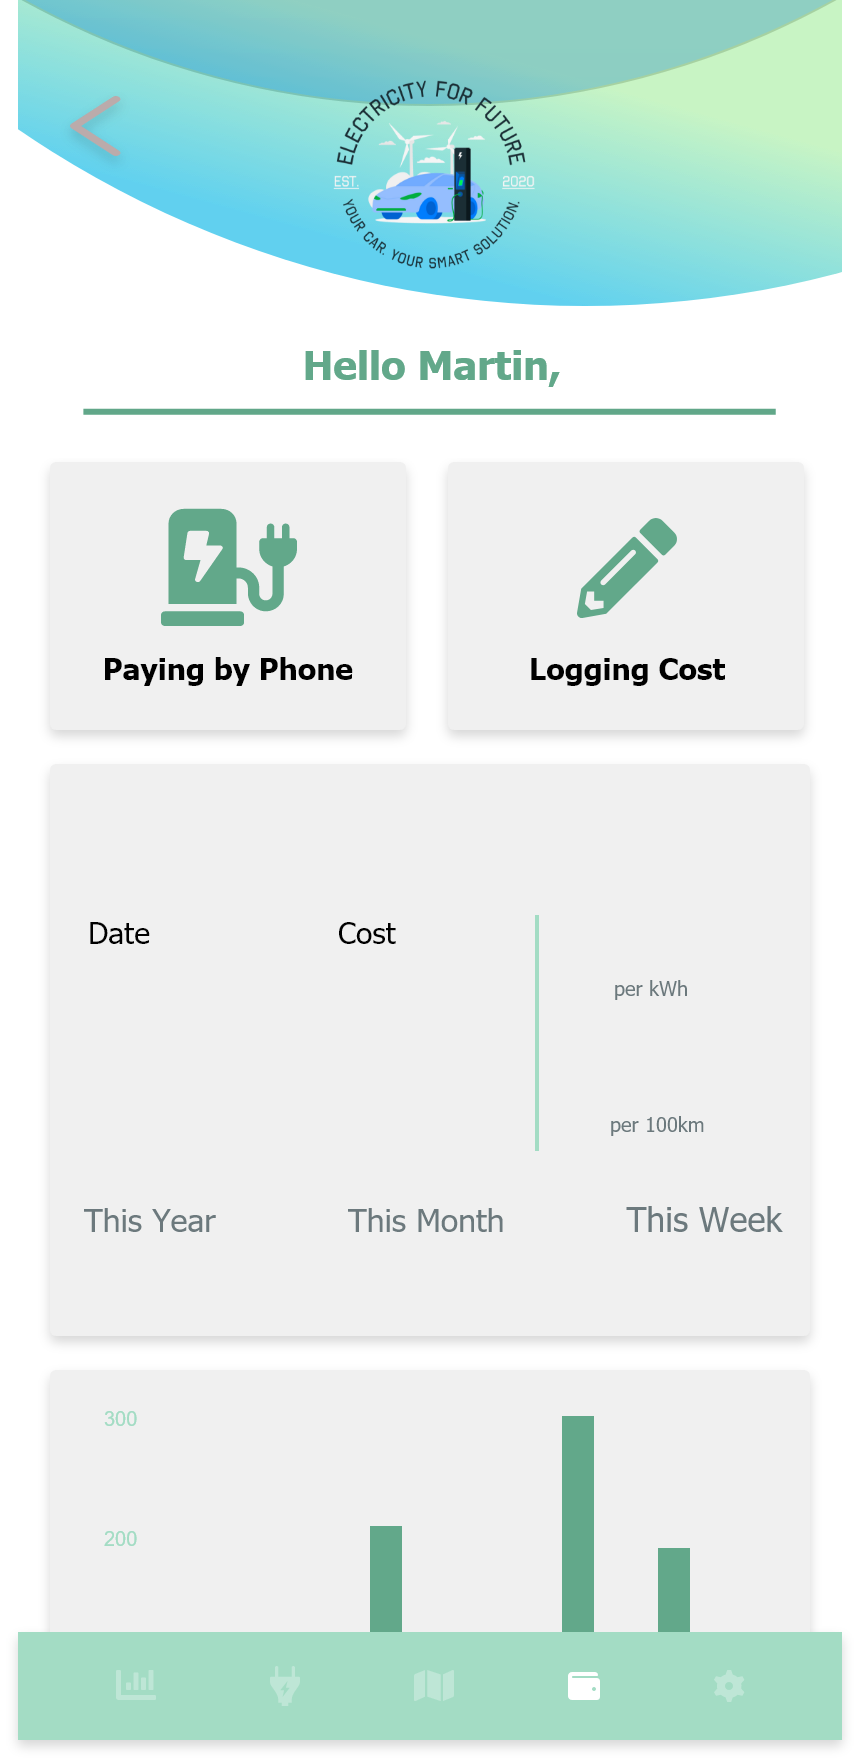 ELECTRICITY FOR FUTURE
EST. 2020
YOUR CAR. YOUR SMART SOLUTION.
Hello Martin,
Paying by Phone
Logging Cost
Date Cost
per kWh
per 100km
This Year This Month This Week
300
200